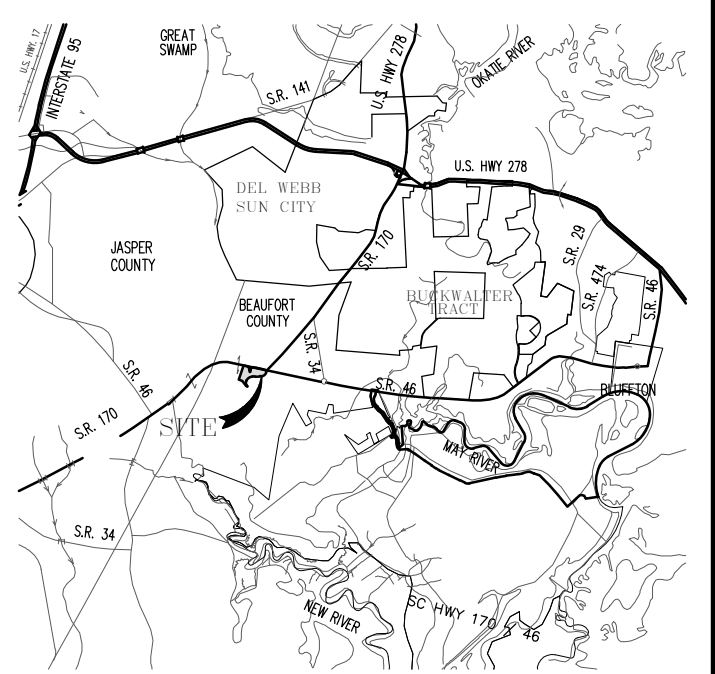 U.S. HWY. 17
INTERSTATE 95
GREAT
SWAMP
U.S. HWY 278
OKATIE RIVER
S.R. 141
U.S. HWY 278
DEL WEBB
SUN CITY
S.R. 170
S.R. 29
JASPER
COUNTY
S.R. 474
S.R. 46
BUCKWALTER
TRACT
BEAUFORT
COUNTY
S.R. 34
S.R. 46
S.R. 46
BLUFFTON
S.R. 170
SITE
MAY RIVER
S.R. 34
NEW RIVER
SC HWY 170
46